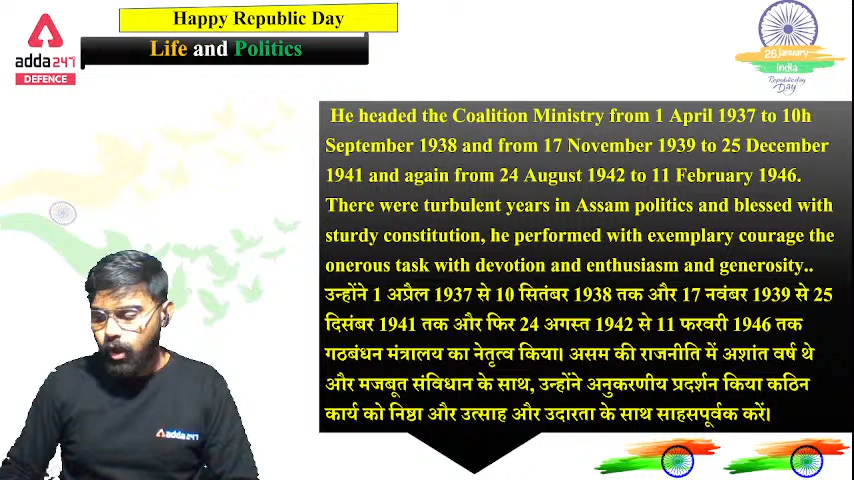 Happy Republic Day
Life and Politics
adda247
DEFENCE
26 January
India
Republic day
Day
He headed the Coalition Ministry from 1 April 1937 to 10h
September 1938 and from 17 November 1939 to 25 December
1941 and again from 24 August 1942 to 11 February 1946.
There were turbulent years in Assam politics and blessed with
sturdy constitution, he performed with exemplary courage the
onerous task with devotion and enthusiasm and generosity..
उन्होंने 1 अप्रैल 1937 से 10 सितंबर 1938 तक और 17 नवंबर 1939 से 25
दिसंबर 1941 तक और फिर 24 अगस्त 1942 से 11 फरवरी 1946 तक
गठबंधन मंत्रालय का नेतृत्व किया। असम की राजनीति में अशांत वर्ष थे
और मजबूत संविधान के साथ, उन्होंने अनुकरणीय प्रदर्शन किया कठिन
कार्य को निष्ठा और उत्साह और उदारता के साथ साहसपूर्वक करें।
adda247